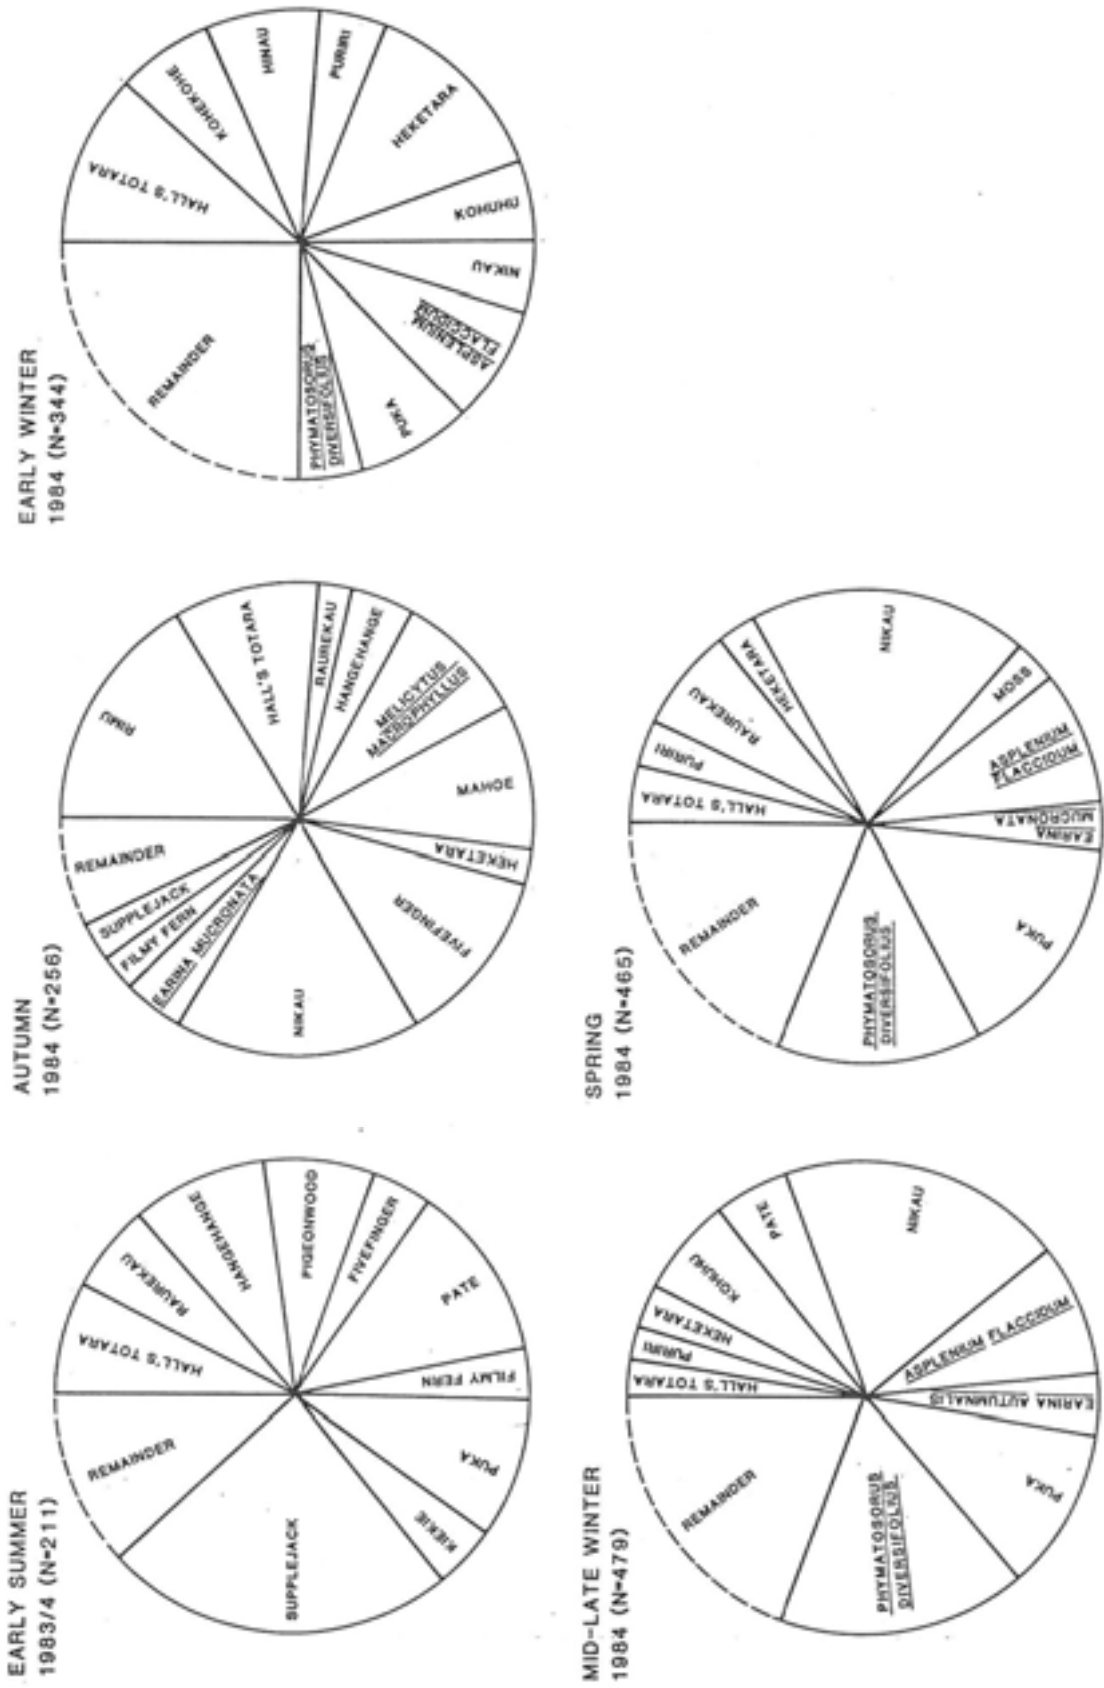 EARLY SUMMER
1983/4 (N=211)
REMAINDER
HALL'S TOTARA
RAUREKAU
HANGEHANGE
PIGEONWOOD
FIVEFINGER
PATE
FILMY FERN
PUKA
KIEKIE
SUPPLEJACK
AUTUMN
1984 (N=256)
REMAINDER
RIMU
HALL'S TOTARA
RAUREKAU
HANGEHANGE
MELICYTUS
MACROPHYLLUS
MAHOE
HEKETARA
FIVEFINGER
NIKAU
EARINA MUCRONATA
FILMY FERN
SUPPLEJACK
EARLY WINTER
1984 (N=344)
REMAINDER
HALL'S TOTARA
KOHEKOHE
HINAU
PURIRI
HEKETARA
KOHUHU
NIKAU
ASPLENIUM
FLACCIDUM
PUKA
PHYMATOSORUS
DIVERSIFOLIUS
MID-LATE WINTER
1984 (N=479)
REMAINDER
HALL'S TOTARA
PURIRI
HEKETARA
KOHUHU
PATE
NIKAU
ASPLENIUM FLACCIDUM
EARINA AUTUMNALIS
PUKA
PHYMATOSORUS
DIVERSIFOLIUS
SPRING
1984 (N=465)
REMAINDER
HALL'S TOTARA
PURIRI
RAUREKAU
HEKETARA
NIKAU
MOSS
ASPLENIUM
FLACCIDUM
EARINA
MUCRONATA
PUKA
PHYMATOSORUS
DIVERSIFOLIUS